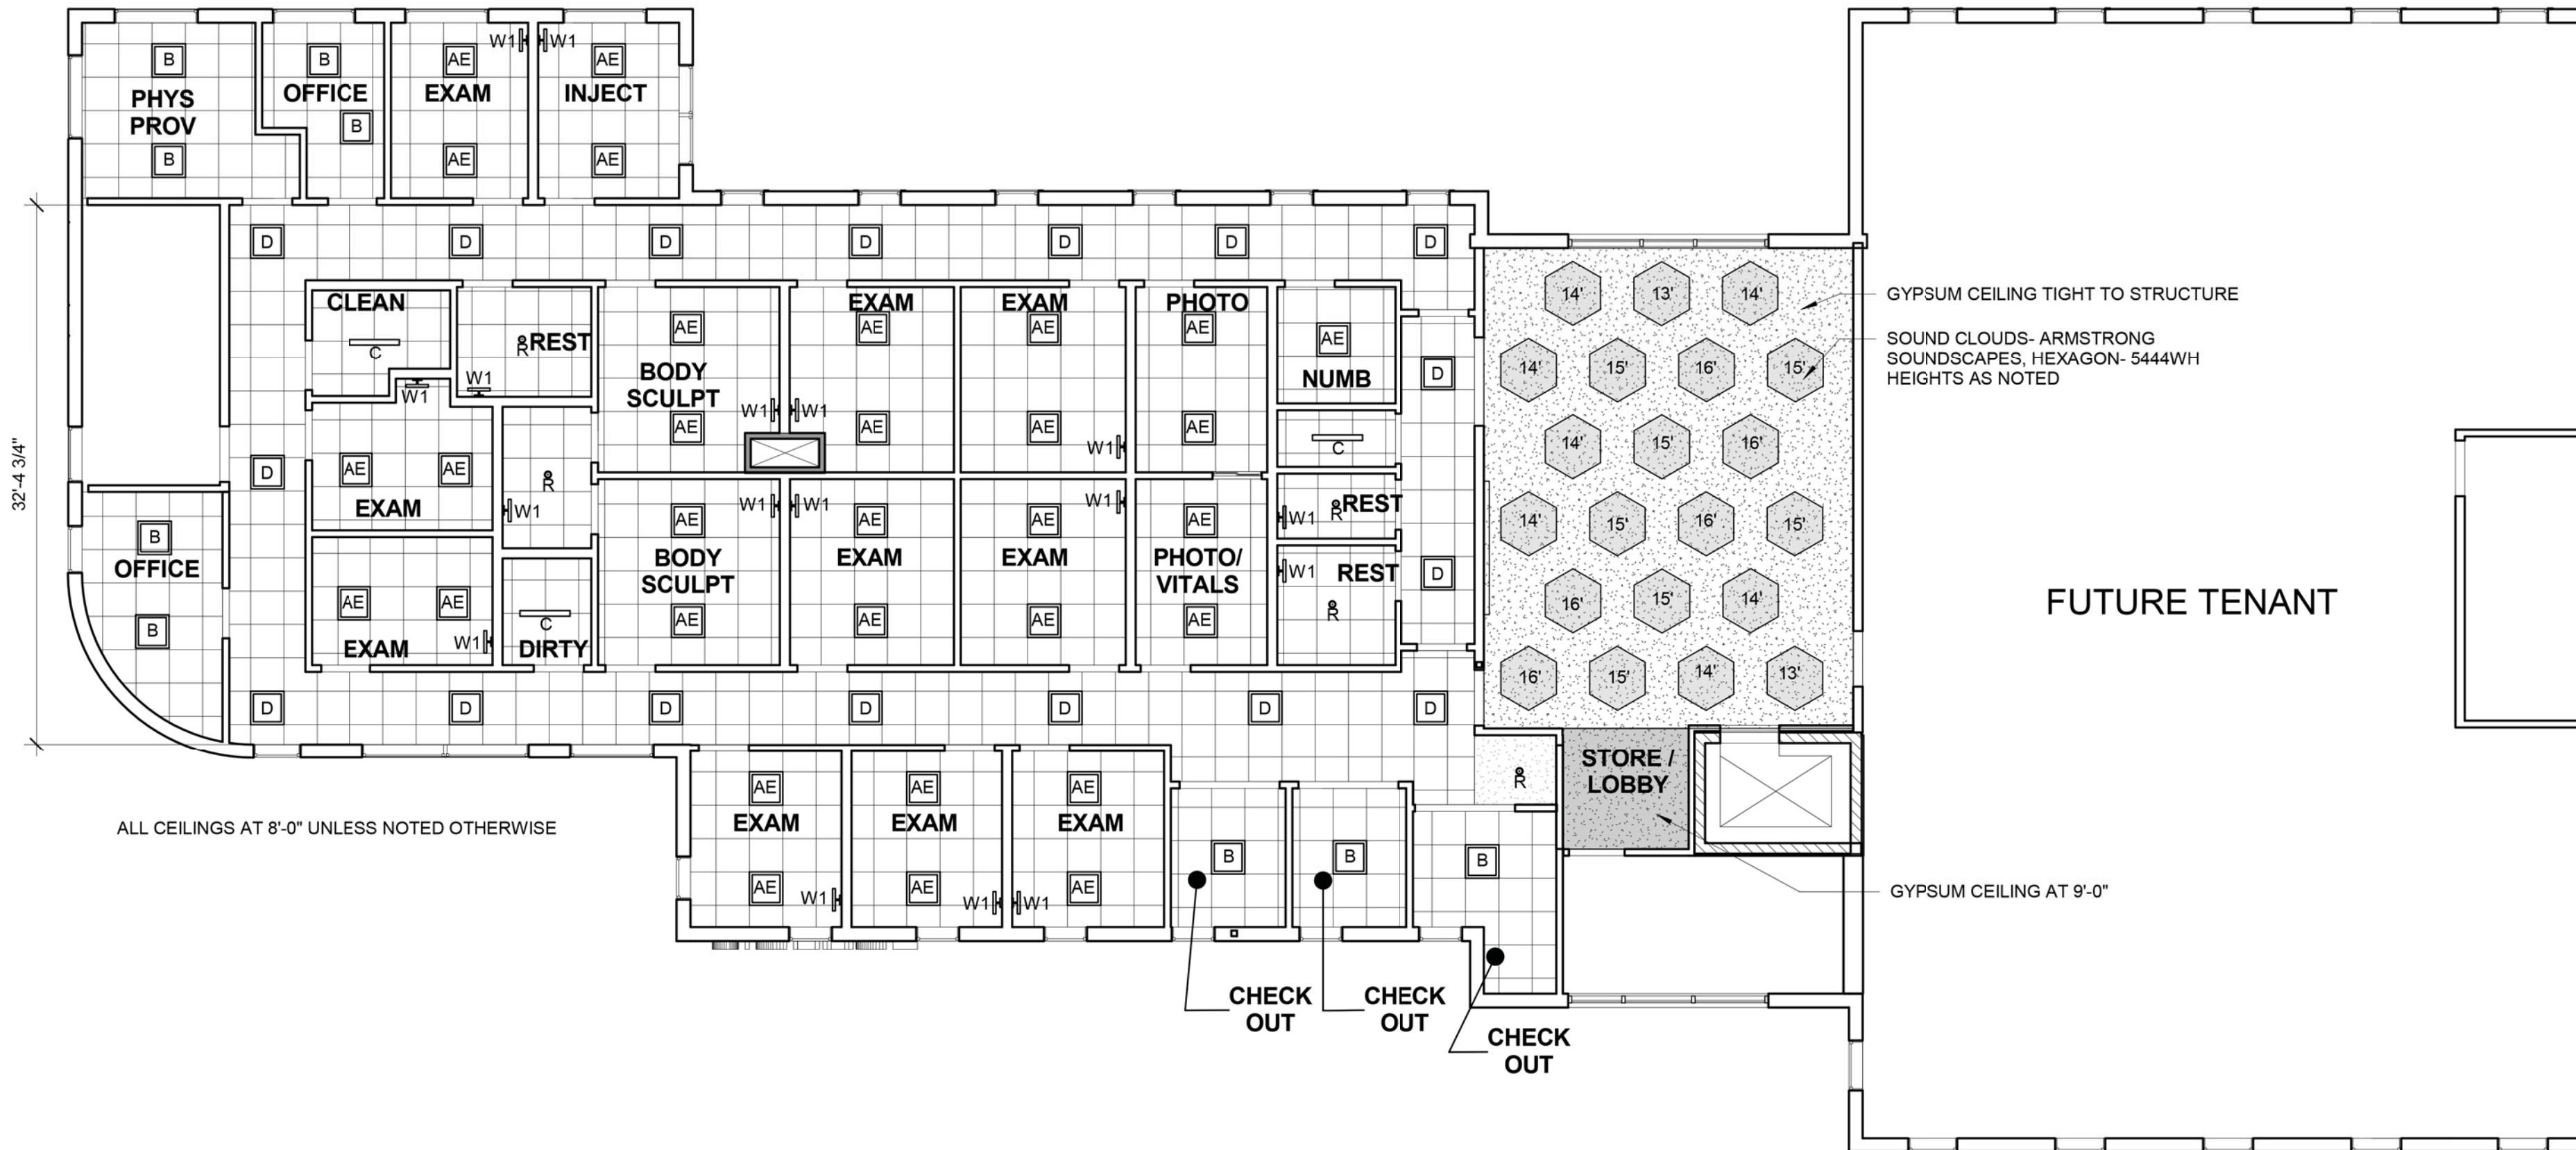 B B AE W1 W1 AE
PHYS
PROV
OFFICE
EXAM
INJECT
B
B AE AE
D D D D D D D
32'-4 3/4"
CLEAN
C
R REST
W1
W1
AE
BODY
SCULPT
AE
W1
EXAM
AE
W1
AE
EXAM
AE
AE
W1
PHOTO
AE
AE
AE
NUMB
C
D
D
AE AE
EXAM
R
W1
B
OFFICE
B
AE AE
EXAM
W1
C
DIRTY
AE
W1
BODY
SCULPT
AE
AE
W1
EXAM
AE
AE
W1
EXAM
AE
AE
PHOTO/
VITALS
AE
W1 R REST
W1 REST
R
D
D D D D D D D
14' 13' 14'
14' 15' 16' 15'
14' 15' 16'
14' 15' 16' 15'
16' 15' 14'
16' 15' 14' 13'
GYPSUM CEILING TIGHT TO STRUCTURE
SOUND CLOUDS- ARMSTRONG
SOUNDSCAPES, HEXAGON- 5444WH
HEIGHTS AS NOTED
FUTURE TENANT
AE AE AE
EXAM
EXAM
EXAM
AE W1 AE W1 W1 AE
B B B
R
STORE /
LOBBY
ALL CEILINGS AT 8'-0" UNLESS NOTED OTHERWISE
GYPSUM CEILING AT 9'-0"
CHECK
OUT
CHECK
OUT
CHECK
OUT